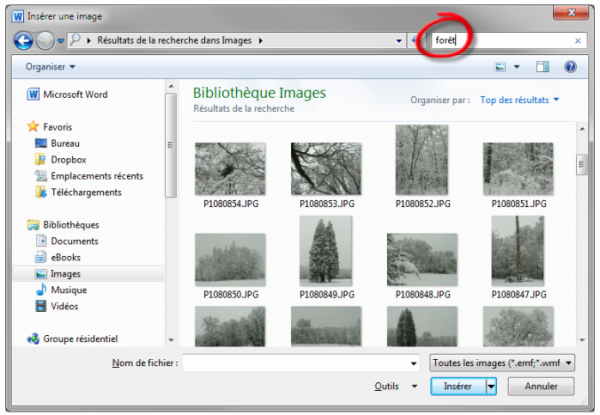 Insérer une image
Résultats de la recherche dans Images
forêt
Organiser
Microsoft Word
Favoris
Bureau
Dropbox
Emplacements récents
Téléchargements
Bibliothèques
Documents
eBooks
Images
Musique
Vidéos
Groupe résidentiel
Bibliothèque Images
Résultats de la recherche
Organiser par : Top des résultats
P1080854.JPG P1080853.JPG P1080852.JPG P1080851.JPG
P1080850.JPG P1080849.JPG P1080848.JPG P1080847.JPG
Nom de fichier :
Toutes les images (*.emf;*.wmf
Outils Insérer Annuler